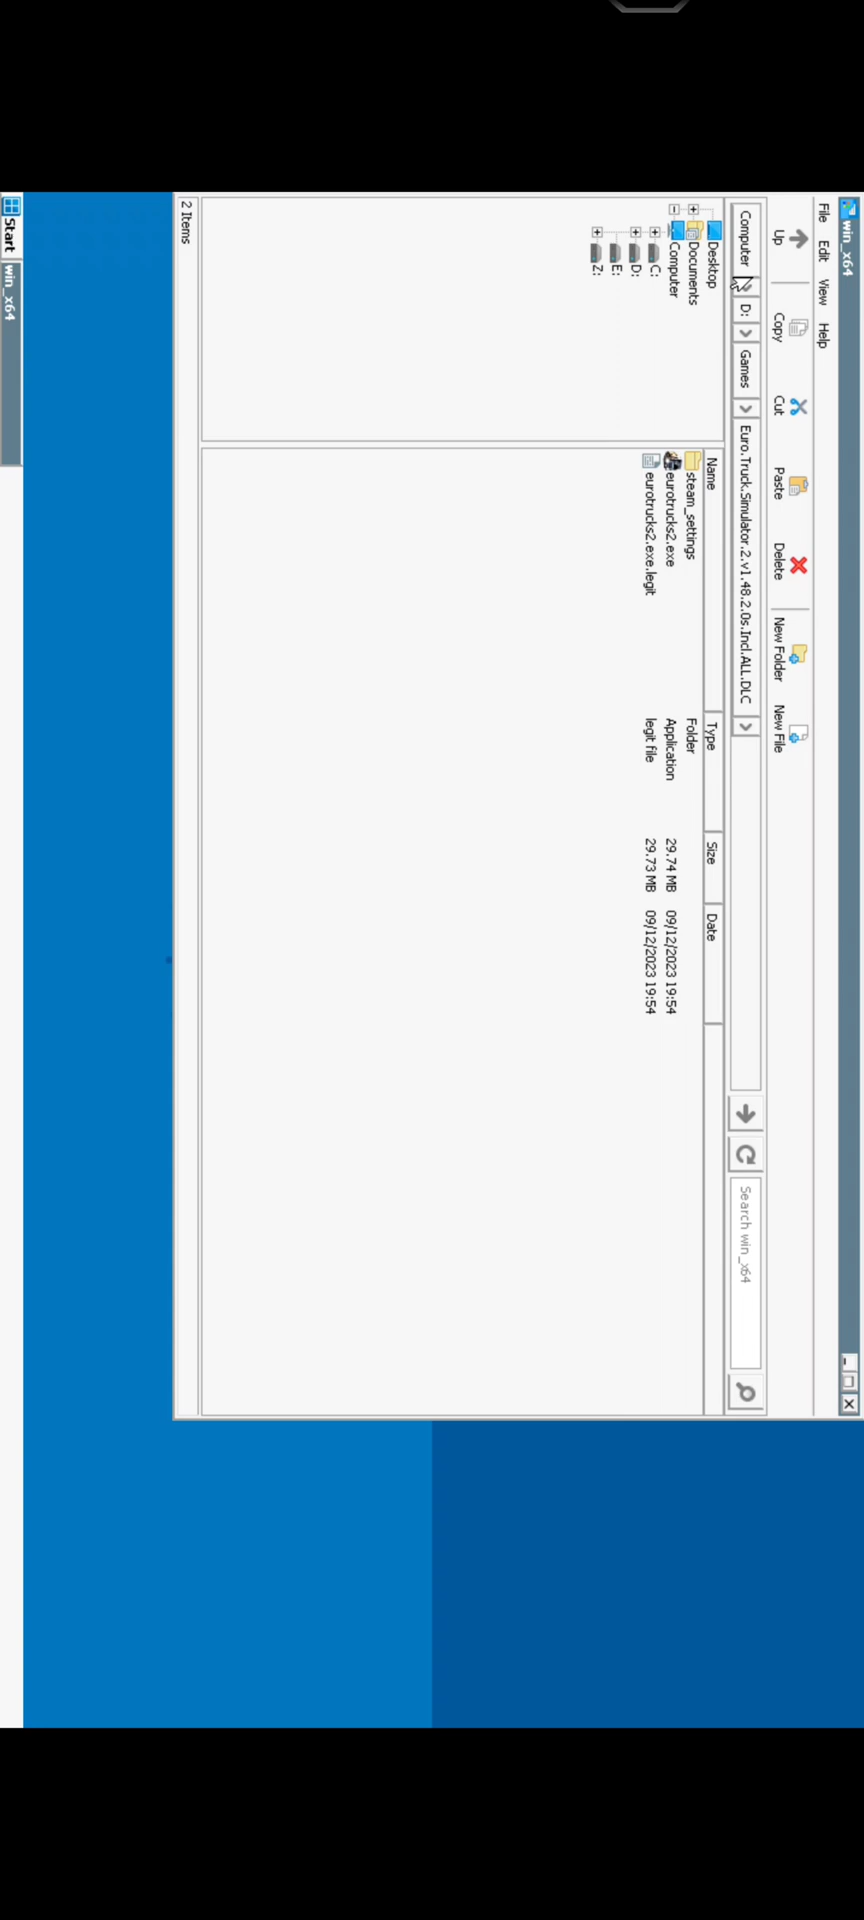 win_x64
File Edit View Help
Up Copy Cut Paste Delete New Folder New File
Computer D: Games Euro.Truck.Simulator.2.v1.48.2.0s.Incl.ALL.DLC Search win_x64
Desktop
Documents
Computer
C:
D:
E:
Z:
Name Type Size Date
steam_settings Folder
eurotrucks2.exe Application 29.74 MB 09/12/2023 19:54
eurotrucks2.exe.legit legit file 29.73 MB 09/12/2023 19:54
2 Items
Start win_x64